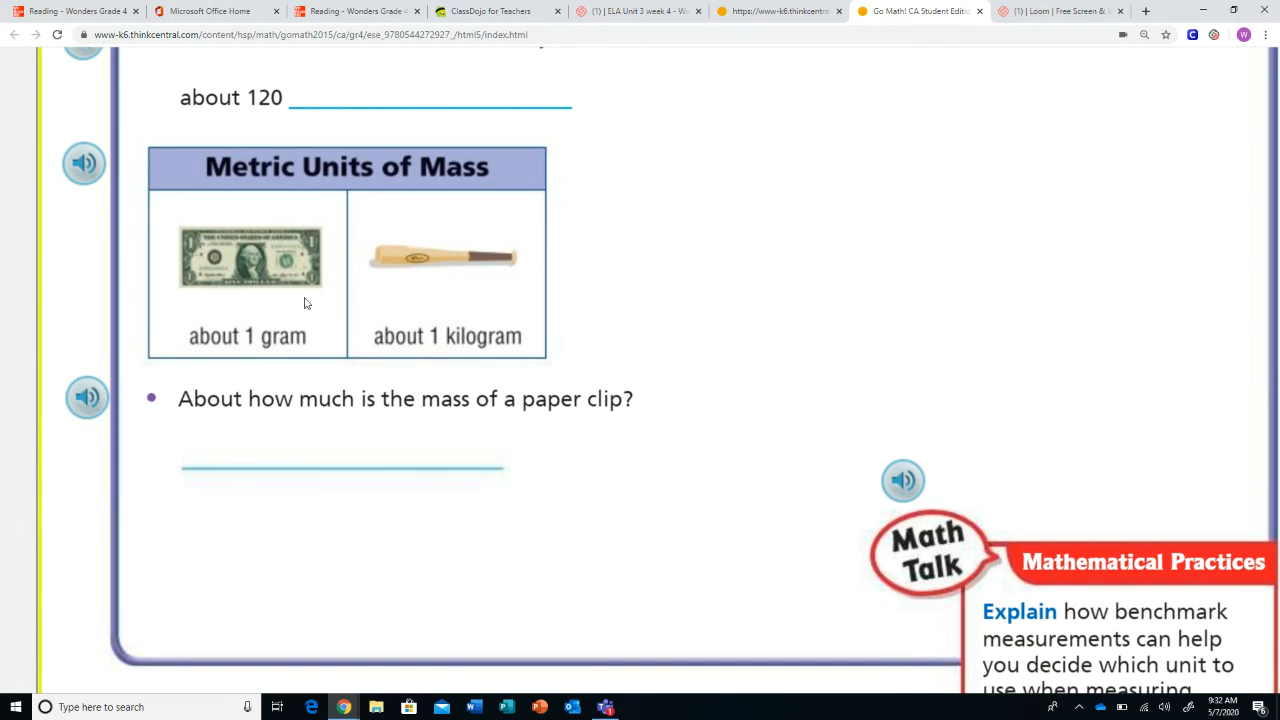 Reading - Wonders Grade 4
Microsoft Office Home
Reading - Wonders Grade 4
ClassDojo for Teachers
(1) | ELA Unit 3 week 4 - W
https://www-k6.thinkcentral.com
Go Math! CA Student Editio
(1) | Loom | Free Screen &
www-k6.thinkcentral.com/content/hsp/math/gomath2015/ca/gr4/ese_9780544272927_/html5/index.html
W
about 120
Metric Units of Mass
about 1 gram
about 1 kilogram
• About how much is the mass of a paper clip?
Math
Talk
Mathematical Practices
Explain how benchmark
measurements can help
you decide which unit to
use when measuring
Type here to search
9:32 AM
5/7/2020